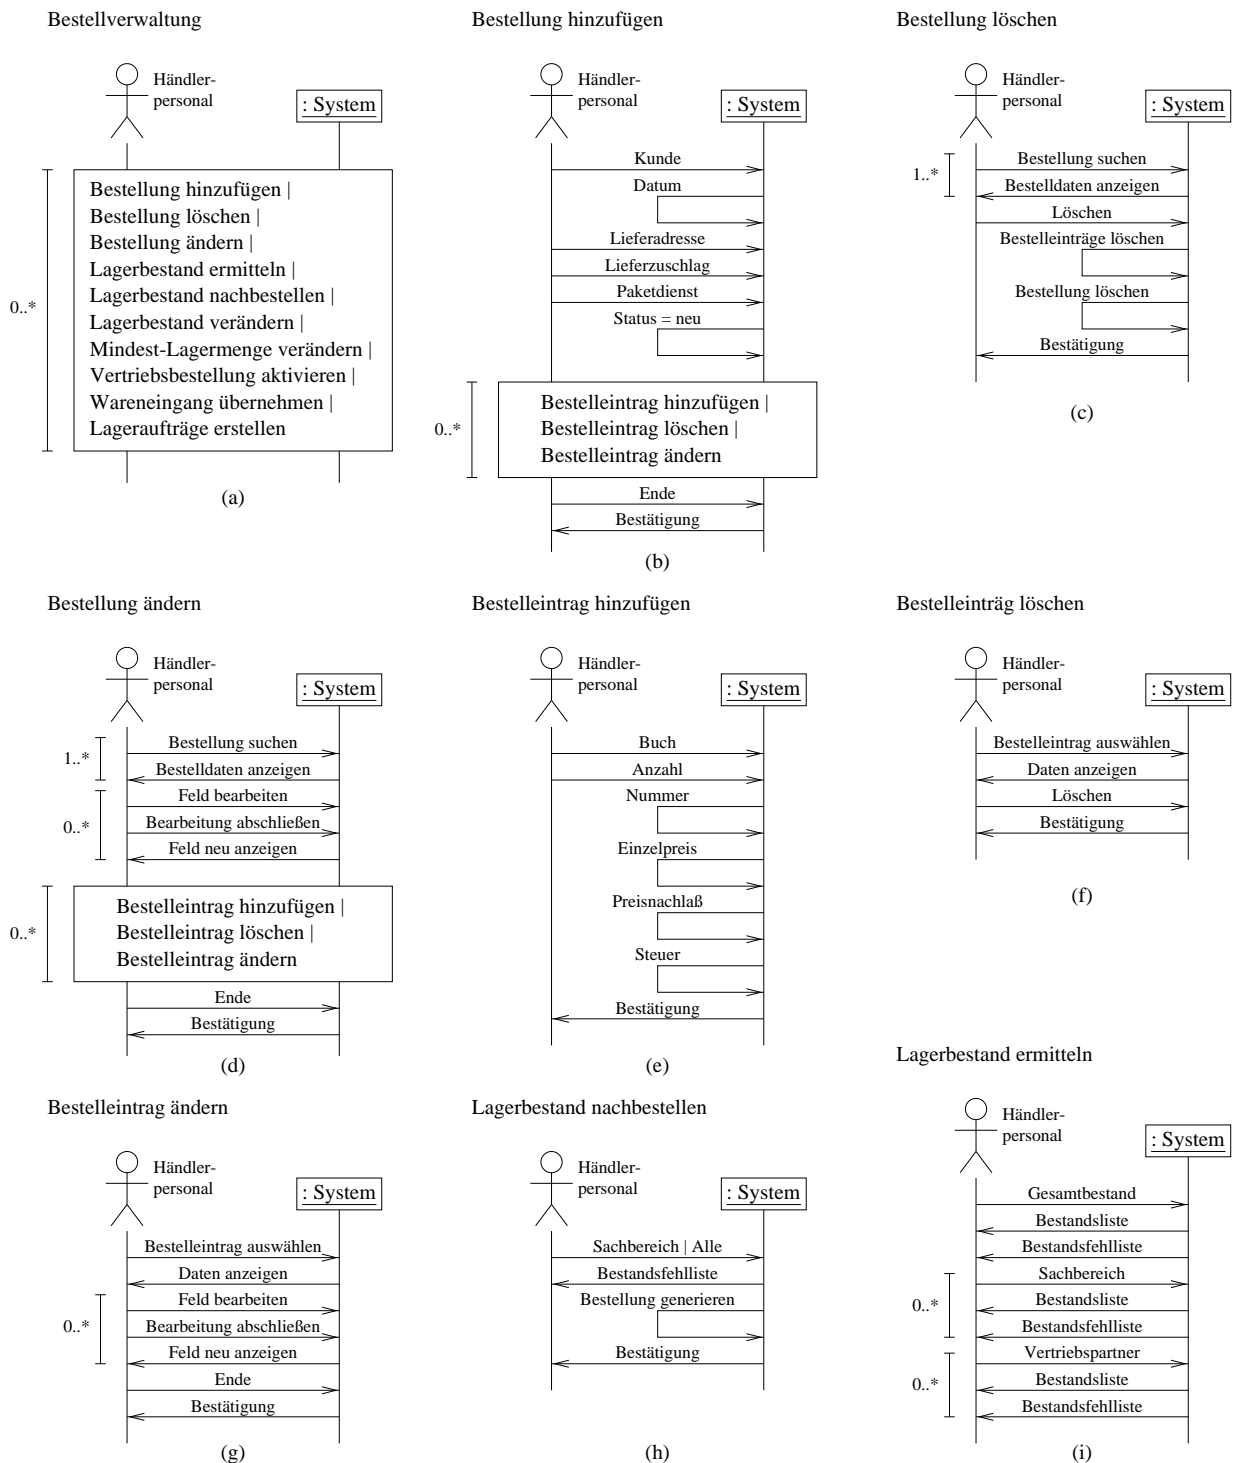 Bestellverwaltung
Händler-
personal
: System
0..*
Bestellung hinzufügen |
Bestellung löschen |
Bestellung ändern |
Lagerbestand ermitteln |
Lagerbestand nachbestellen |
Lagerbestand verändern |
Mindest-Lagermenge verändern |
Vertriebsbestellung aktivieren |
Wareneingang übernehmen |
Lageraufträge erstellen
(a)
Bestellung hinzufügen
Händler-
personal
: System
Kunde
Datum
Lieferadresse
Lieferzuschlag
Paketdienst
Status = neu
0..*
Bestelleintrag hinzufügen |
Bestelleintrag löschen |
Bestelleintrag ändern
Ende
Bestätigung
(b)
Bestellung löschen
Händler-
personal
: System
1..*
Bestellung suchen
Bestelldaten anzeigen
Löschen
Bestelleinträge löschen
Bestellung löschen
Bestätigung
(c)
Bestellung ändern
Händler-
personal
: System
1..*
Bestellung suchen
Bestelldaten anzeigen
0..*
Feld bearbeiten
Bearbeitung abschließen
Feld neu anzeigen
0..*
Bestelleintrag hinzufügen |
Bestelleintrag löschen |
Bestelleintrag ändern
Ende
Bestätigung
(d)
Bestelleintrag hinzufügen
Händler-
personal
: System
Buch
Anzahl
Nummer
Einzelpreis
Preisnachlaß
Steuer
Bestätigung
(e)
Bestelleinträg löschen
Händler-
personal
: System
Bestelleintrag auswählen
Daten anzeigen
Löschen
Bestätigung
(f)
Bestelleintrag ändern
Händler-
personal
: System
Bestelleintrag auswählen
Daten anzeigen
0..*
Feld bearbeiten
Bearbeitung abschließen
Feld neu anzeigen
Ende
Bestätigung
(g)
Lagerbestand nachbestellen
Händler-
personal
: System
Sachbereich | Alle
Bestandsfehlliste
Bestellung generieren
Bestätigung
(h)
Lagerbestand ermitteln
Händler-
personal
: System
Gesamtbestand
Bestandsliste
Bestandsfehlliste
0..*
Sachbereich
Bestandsliste
Bestandsfehlliste
0..*
Vertriebspartner
Bestandsliste
Bestandsfehlliste
(i)